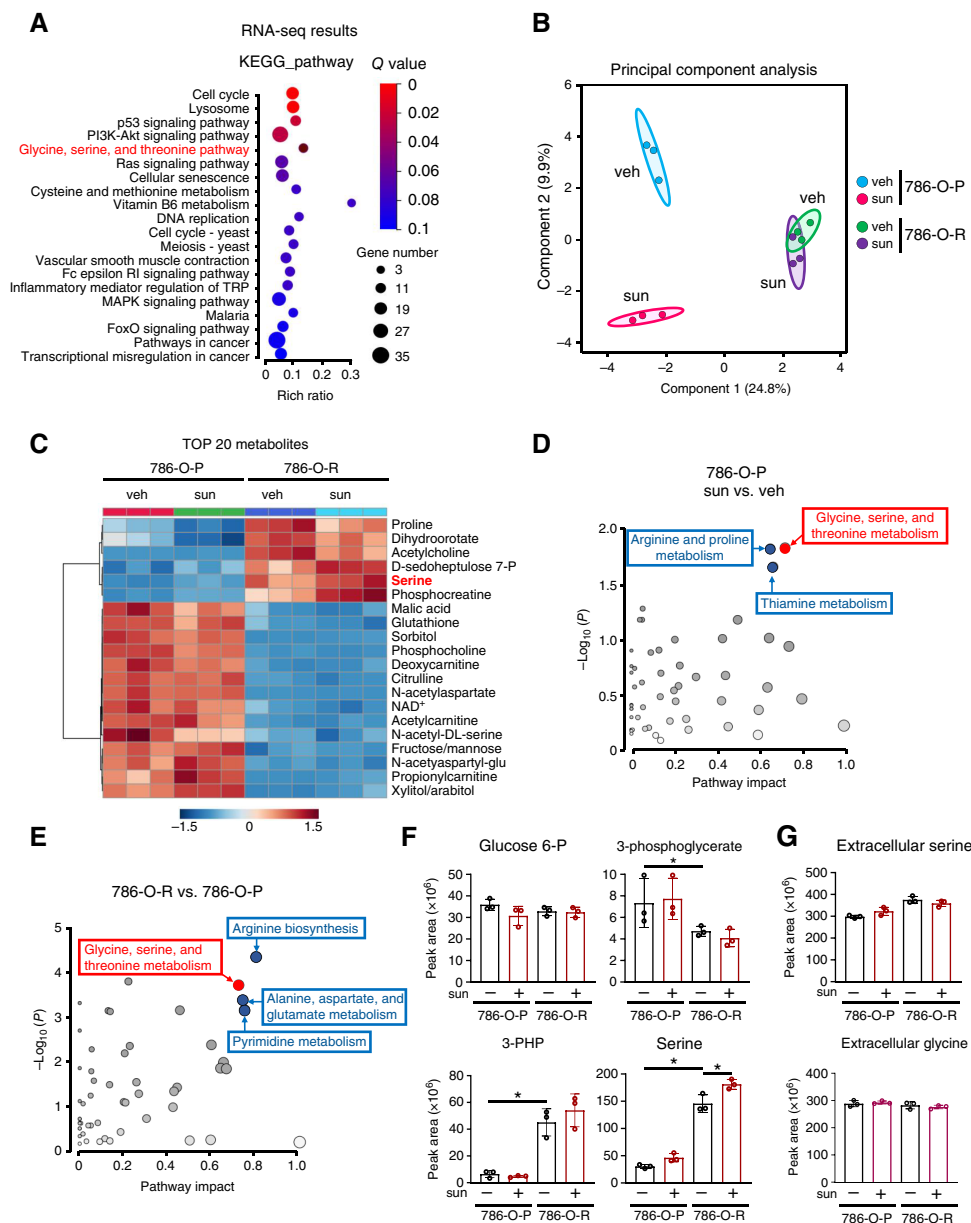 A
RNA-seq results
KEGG_pathway
Q value
Cell cycle
Lysosome
p53 signaling pathway
PI3K-Akt signaling pathway
Glycine, serine, and threonine pathway
Ras signaling pathway
Cellular senescence
Cysteine and methionine metabolism
Vitamin B6 metabolism
DNA replication
Cell cycle - yeast
Meiosis - yeast
Vascular smooth muscle contraction
Fc epsilon RI signaling pathway
Inflammatory mediator regulation of TRP
MAPK signaling pathway
Malaria
FoxO signaling pathway
Pathways in cancer
Transcriptional misregulation in cancer
0 0.1 0.2 0.3
Rich ratio
0
0.02
0.04
0.06
0.08
0.1
Gene number
3
11
19
27
35
B
Principal component analysis
Component 2 (9.9%)
6
4
2
0
−2
−4
veh
veh
sun
sun
−4 −2 0 2 4
Component 1 (24.8%)
veh
sun
786-O-P
veh
sun
786-O-R
C
TOP 20 metabolites
786-O-P 786-O-R
veh sun veh sun
Proline
Dihydroorotate
Acetylcholine
D-sedoheptulose 7-P
Serine
Phosphocreatine
Malic acid
Glutathione
Sorbitol
Phosphocholine
Deoxycarnitine
Citrulline
N-acetylaspartate
NAD+
Acetylcarnitine
N-acetyl-DL-serine
Fructose/mannose
N-acetyaspartyl-glu
Propionylcarnitine
Xylitol/arabitol
−1.5 0 1.5
D
786-O-P
sun vs. veh
−Log10 (P)
2.0
1.5
1.0
0.5
0
Arginine and proline
metabolism
Glycine, serine, and
threonine metabolism
Thiamine metabolism
0 0.2 0.4 0.6 0.8 1.0
Pathway impact
E
786-O-R vs. 786-O-P
−Log10 (P)
5
4
3
2
1
0
Arginine biosynthesis
Glycine, serine, and
threonine metabolism
Alanine, aspartate, and
glutamate metabolism
Pyrimidine metabolism
0 0.2 0.4 0.6 0.8 1.0
Pathway impact
F
Glucose 6-P
Peak area (×10⁶)
50
40
30
20
10
0
sun − + − +
786-O-P 786-O-R
3-phosphoglycerate
Peak area (×10⁶)
10
8
6
4
2
0
*
− + − +
786-O-P 786-O-R
3-PHP
Peak area (×10⁶)
80
60
40
20
0
*
sun − + − +
786-O-P 786-O-R
Serine
Peak area (×10⁶)
200
150
100
50
0
* *
− + − +
786-O-P 786-O-R
G
Extracellular serine
Peak area (×10⁶)
500
400
300
200
100
0
sun − + − +
786-O-P 786-O-R
Extracellular glycine
Peak area (×10⁶)
400
300
200
100
0
sun − + − +
786-O-P 786-O-R